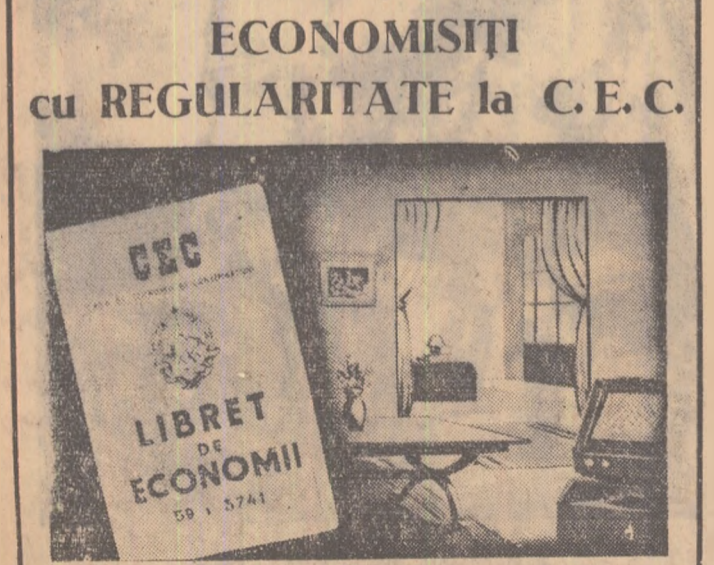 ECONOMISIȚI
cu REGULARITATE la C. E. C.
CEC
LIBRET
DE
ECONOMII